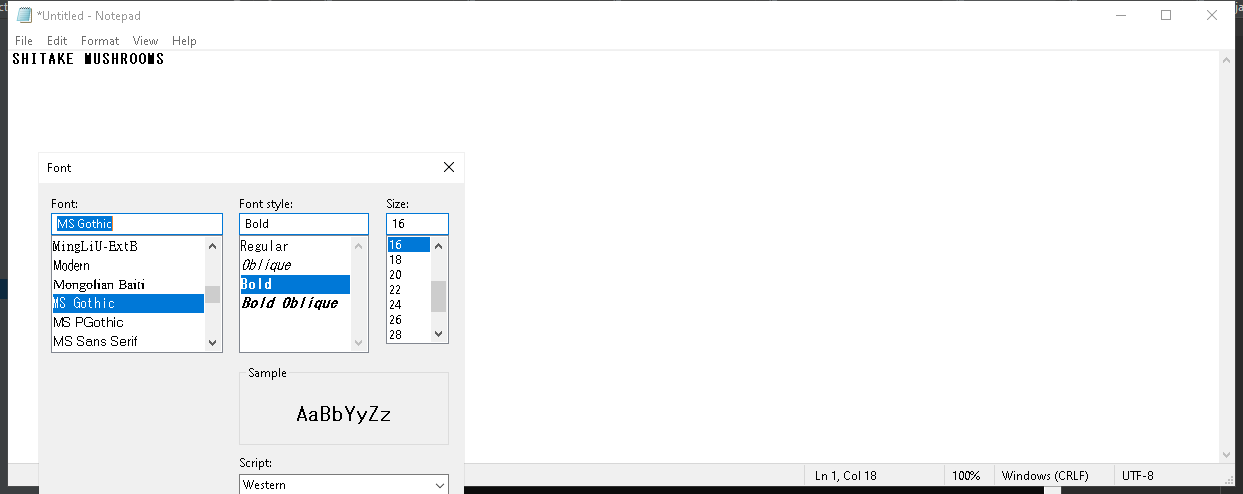 *Untitled - Notepad
File Edit Format View Help
SHITAKE MUSHROOMS
Font
Font: Font style: Size:
MS Gothic Bold 16
MingLiU-ExtB Regular 16
Modern Oblique 18
Mongolian Baiti Bold 20
MS Gothic Bold Oblique 22
MS PGothic 24
MS Sans Serif 26
28
Sample
AaBbYyZz
Script:
Western
Ln 1, Col 18 100% Windows (CRLF) UTF-8